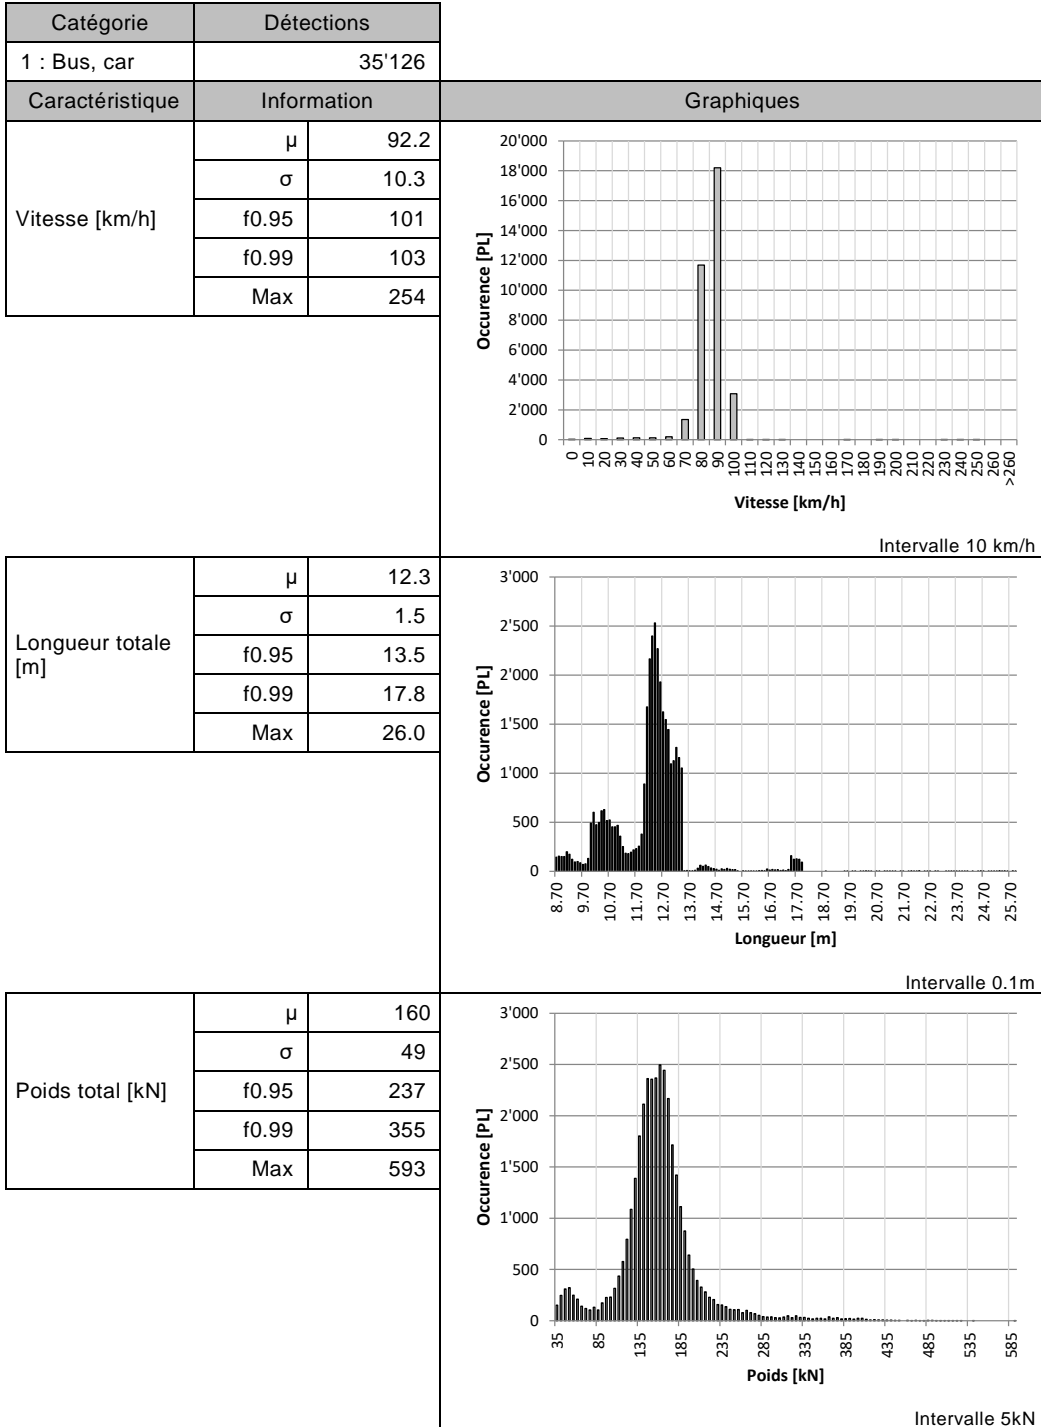 Catégorie Détections
1 : Bus, car 35'126
Caractéristique Information Graphiques
Vitesse [km/h]
μ 92.2
σ 10.3
f0.95 101
f0.99 103
Max 254
20'000
18'000
16'000
14'000
12'000
10'000
8'000
6'000
4'000
2'000
0
Occurence [PL]
0 10 20 30 40 50 60 70 80 90 100 110 120 130 140 150 160 170 180 190 200 210 220 230 240 250 260 >260
Vitesse [km/h]
Intervalle 10 km/h
Longueur totale
[m]
μ 12.3
σ 1.5
f0.95 13.5
f0.99 17.8
Max 26.0
3'000
2'500
2'000
1'500
1'000
500
0
Occurence [PL]
8.70 9.70 10.70 11.70 12.70 13.70 14.70 15.70 16.70 17.70 18.70 19.70 20.70 21.70 22.70 23.70 24.70 25.70
Longueur [m]
Intervalle 0.1m
Poids total [kN]
μ 160
σ 49
f0.95 237
f0.99 355
Max 593
3'000
2'500
2'000
1'500
1'000
500
0
Occurence [PL]
35 85 135 185 235 285 335 385 435 485 535 585
Poids [kN]
Intervalle 5kN